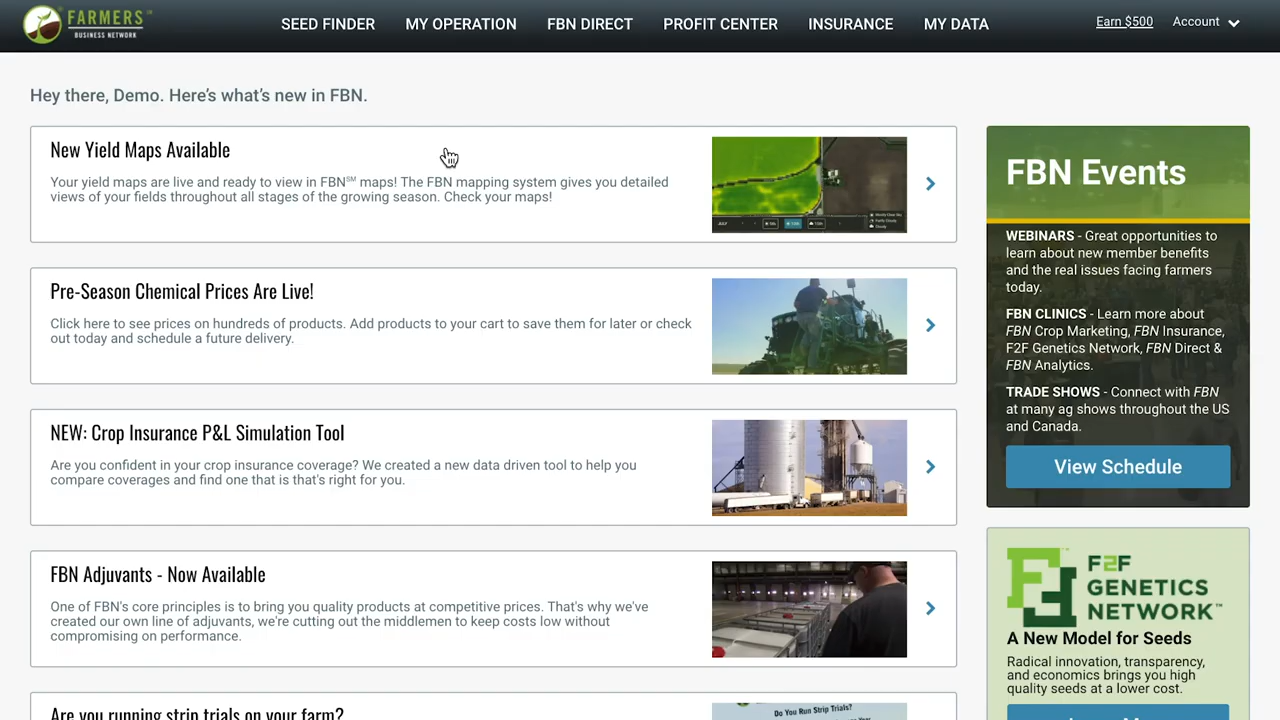 FARMERS
BUSINESS NETWORK
SEED FINDER
MY OPERATION
FBN DIRECT
PROFIT CENTER
INSURANCE
MY DATA
Earn $500
Account
Hey there, Demo. Here's what's new in FBN.
New Yield Maps Available
Your yield maps are live and ready to view in FBN℠ maps! The FBN mapping system gives you detailed
views of your fields throughout all stages of the growing season. Check your maps!
JULY
Pre-Season Chemical Prices Are Live!
Click here to see prices on hundreds of products. Add products to your cart to save them for later or check
out today and schedule a future delivery.
NEW: Crop Insurance P&L Simulation Tool
Are you confident in your crop insurance coverage? We created a new data driven tool to help you
compare coverages and find one that is that's right for you.
FBN Adjuvants - Now Available
One of FBN's core principles is to bring you quality products at competitive prices. That's why we've
created our own line of adjuvants, we're cutting out the middlemen to keep costs low without
compromising on performance.
Are you running strip trials on your farm?
Do You Run Strip Trials?
FBN Events
WEBINARS - Great opportunities to
learn about new member benefits
and the real issues facing farmers
today.
FBN CLINICS - Learn more about
FBN Crop Marketing, FBN Insurance,
F2F Genetics Network, FBN Direct &
FBN Analytics.
TRADE SHOWS - Connect with FBN
at many ag shows throughout the US
and Canada.
View Schedule
F2F
GENETICS
NETWORK™
A New Model for Seeds
Radical innovation, transparency,
and economics brings you high
quality seeds at a lower cost.